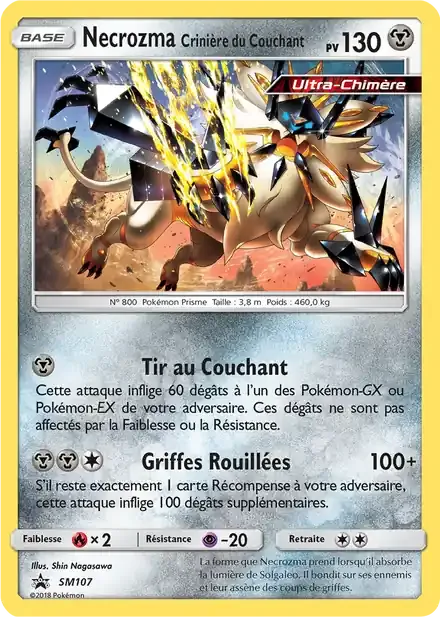 BASE Necrozma Crinière du Couchant PV 130
Ultra-Chimère
N° 800 Pokémon Prisme Taille : 3,8 m Poids : 460,0 kg
Tir au Couchant
Cette attaque inflige 60 dégâts à l'un des Pokémon-GX ou
Pokémon-EX de votre adversaire. Ces dégâts ne sont pas
affectés par la Faiblesse ou la Résistance.
Griffes Rouillées 100+
S'il reste exactement 1 carte Récompense à votre adversaire,
cette attaque inflige 100 dégâts supplémentaires.
Faiblesse × 2 Résistance -20 Retraite
Illus. Shin Nagasawa
SM107
©2018 Pokémon
La forme que Necrozma prend lorsqu'il absorbe
la lumière de Solgaleo. Il bondit sur ses ennemis
et leur assène des coups de griffes.